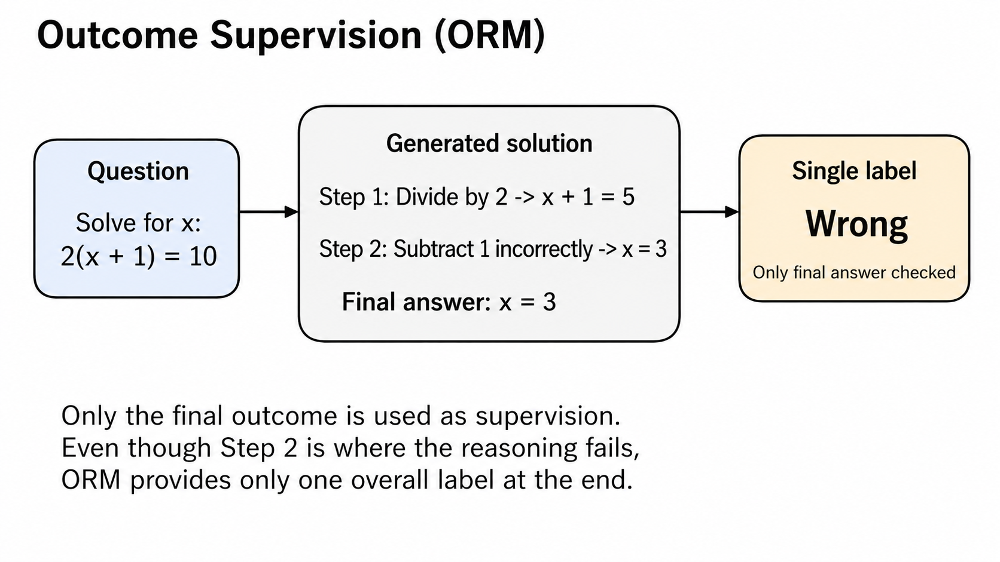 Outcome Supervision (ORM)
Question
Solve for x:
2(x + 1) = 10
Generated solution
Step 1: Divide by 2 -> x + 1 = 5
Step 2: Subtract 1 incorrectly -> x = 3
Final answer: x = 3
Single label
Wrong
Only final answer checked
Only the final outcome is used as supervision.
Even though Step 2 is where the reasoning fails,
ORM provides only one overall label at the end.